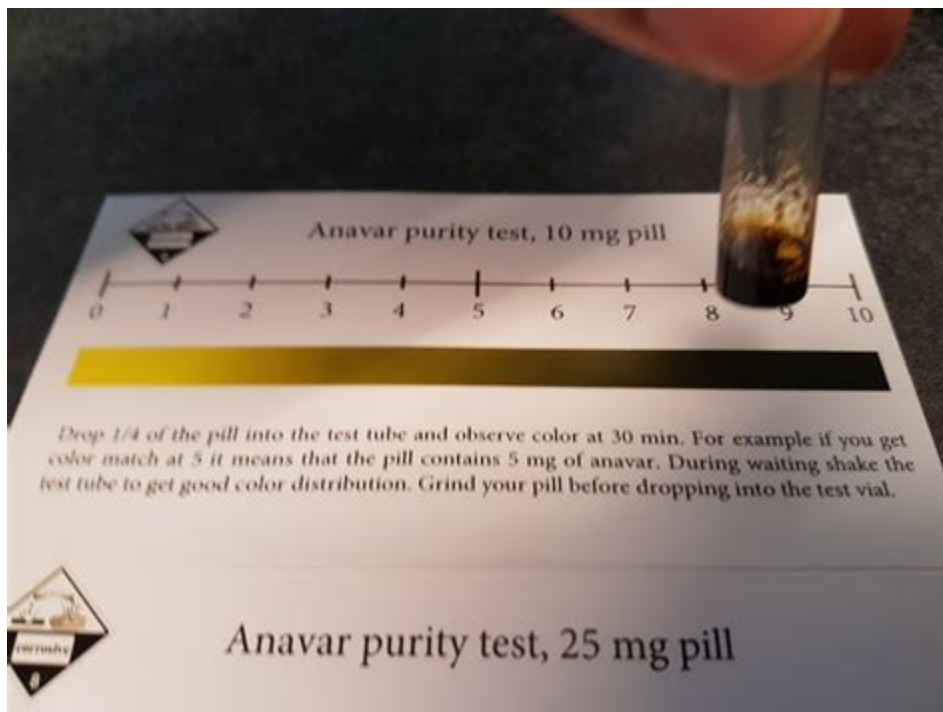 Anavar purity test, 10 mg pill
0 1 2 3 4 5 6 7 8 9 10
Drop 1/4 of the pill into the test tube and observe color at 30 min. For example if you get
color match at 5 it means that the pill contains 5 mg of anavar. During waiting shake the
test tube to get good color distribution. Grind your pill before dropping into the test vial.
corrosive
8
Anavar purity test, 25 mg pill